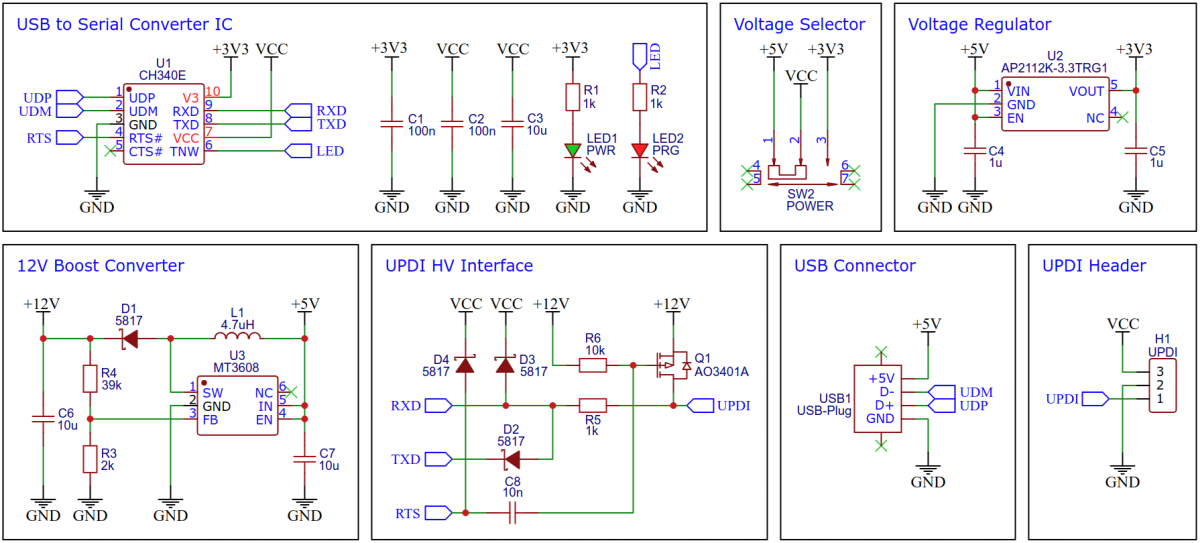 USB to Serial Converter IC
U1
CH340E
+3V3
VCC
UDP
1
UDP
V3
10
UDM
2
UDM
RXD
9
RXD
3
GND
TXD
8
TXD
RTS
4
RTS#
VCC
7
5
CTS#
TNW
6
LED
GND
+3V3
VCC
VCC
+3V3
LED
C1
100n
C2
100n
C3
10u
R1
1k
LED1
PWR
R2
1k
LED2
PRG
GND
GND
GND
GND
GND
Voltage Selector
+5V
+3V3
VCC
1
2
3
4
5
6
7
SW2
POWER
Voltage Regulator
+5V
U2
AP2112K-3.3TRG1
+3V3
1
VIN
VOUT
5
2
GND
3
EN
NC
4
C4
1u
C5
1u
GND
GND
GND
12V Boost Converter
+12V
D1
5817
L1
4.7uH
+5V
R4
39k
U3
MT3608
1
SW
NC
6
2
GND
IN
5
3
FB
EN
4
C6
10u
R3
2k
C7
10u
GND
GND
GND
GND
UPDI HV Interface
VCC
VCC
+12V
+12V
D4
5817
D3
5817
R6
10k
Q1
AO3401A
RXD
R5
1k
UPDI
D2
5817
TXD
C8
10n
RTS
USB Connector
+5V
USB1
USB-Plug
+5V
D-
UDM
D+
UDP
GND
GND
UPDI Header
VCC
H1
UPDI
3
2
1
UPDI
GND